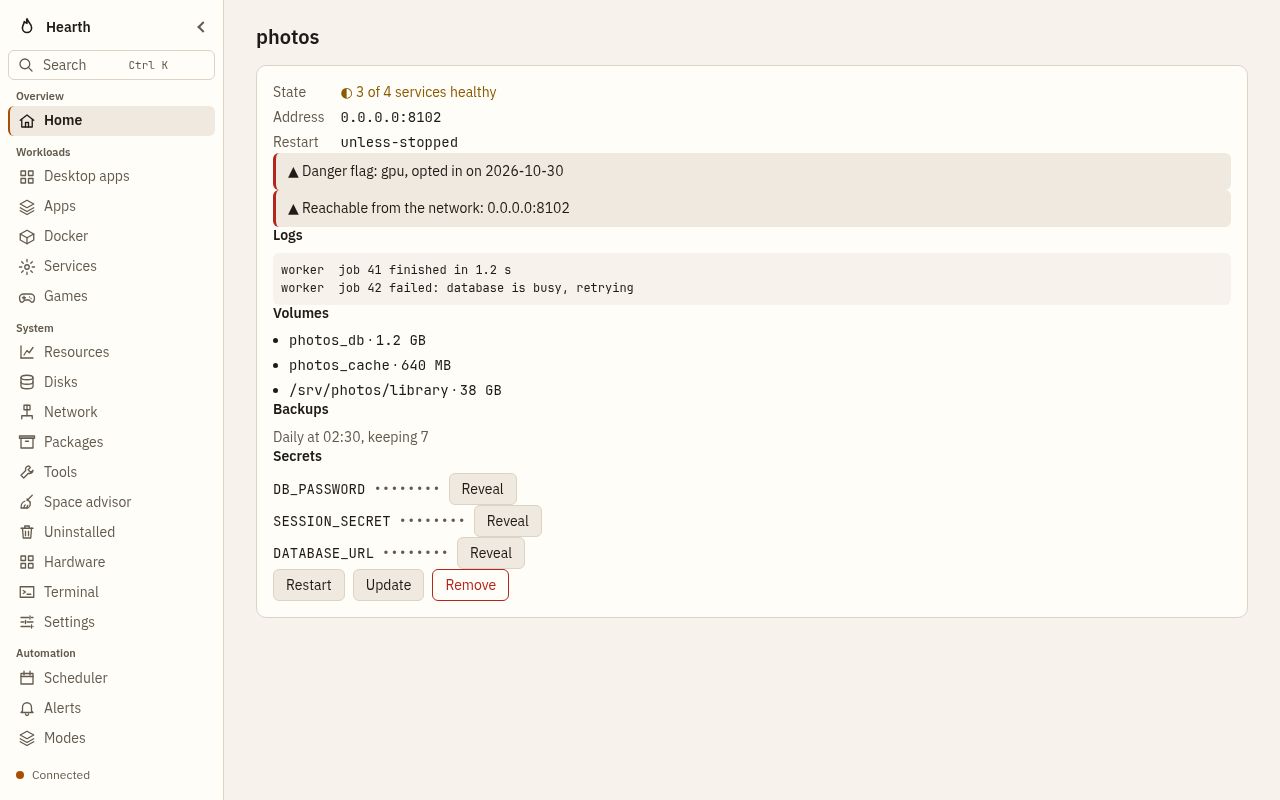 Hearth
Search Ctrl K
Overview
Home
Workloads
Desktop apps
Apps
Docker
Services
Games
System
Resources
Disks
Network
Packages
Tools
Space advisor
Uninstalled
Hardware
Terminal
Settings
Automation
Scheduler
Alerts
Modes
Connected
photos
State ◐ 3 of 4 services healthy
Address 0.0.0.0:8102
Restart unless-stopped
▲ Danger flag: gpu, opted in on 2026-10-30
▲ Reachable from the network: 0.0.0.0:8102
Logs
worker  job 41 finished in 1.2 s
worker  job 42 failed: database is busy, retrying
Volumes
• photos_db · 1.2 GB
• photos_cache · 640 MB
• /srv/photos/library · 38 GB
Backups
Daily at 02:30, keeping 7
Secrets
DB_PASSWORD •••••••• Reveal
SESSION_SECRET •••••••• Reveal
DATABASE_URL •••••••• Reveal
Restart Update Remove